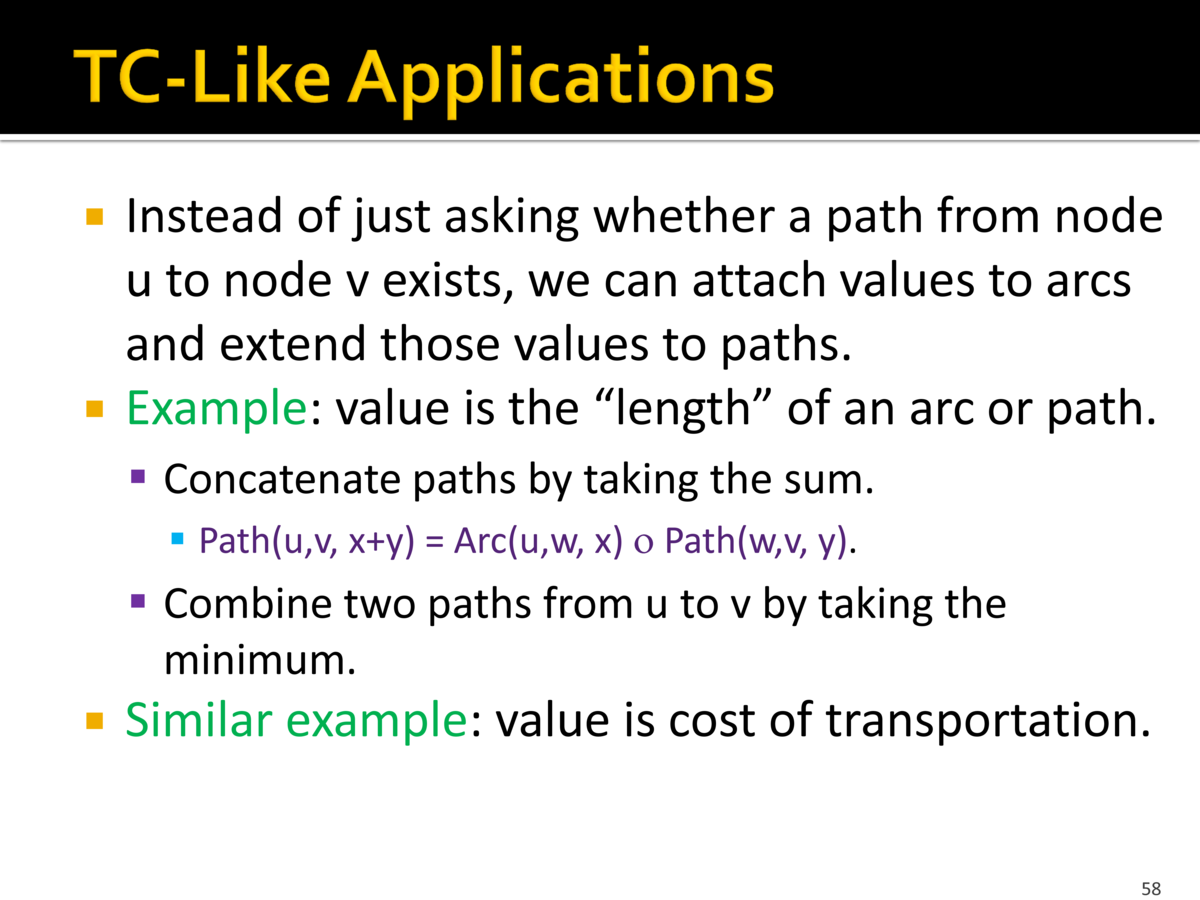 TC-Like Applications
Instead of just asking whether a path from node
u to node v exists, we can attach values to arcs
and extend those values to paths.
Example: value is the “length” of an arc or path.
Concatenate paths by taking the sum.
Path(u,v, x+y) = Arc(u,w, x) o Path(w,v, y).
Combine two paths from u to v by taking the
minimum.
Similar example: value is cost of transportation.
58